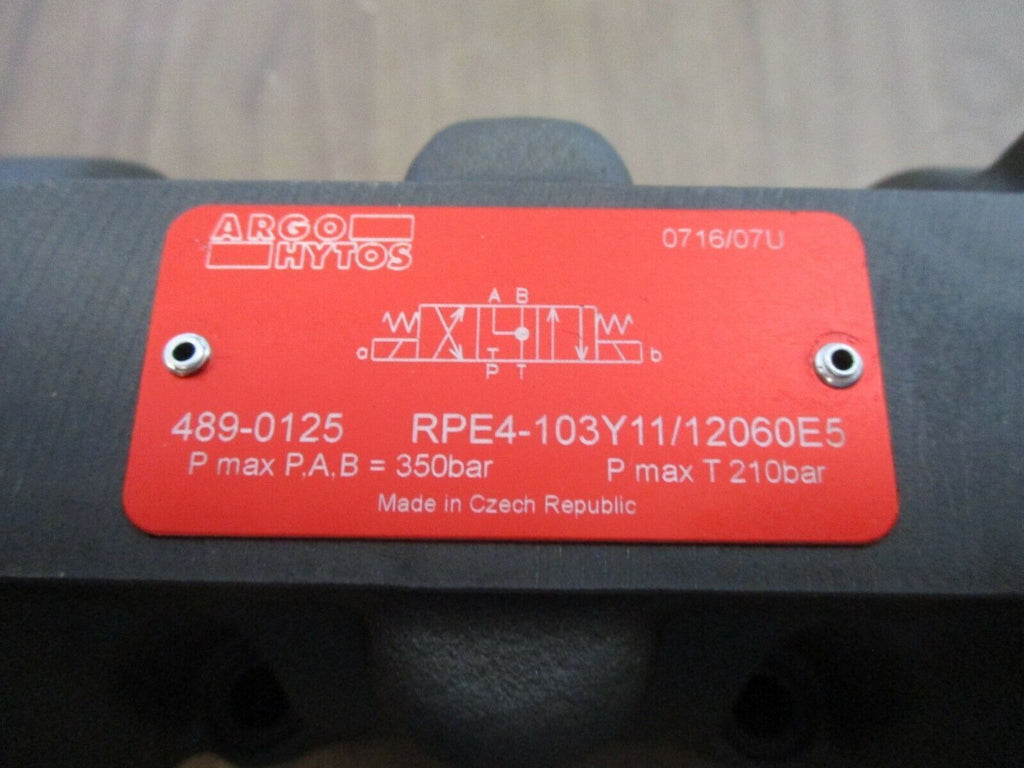 ARGO
HYTOS
0716/07U
A B
a b
P T
489-0125 RPE4-103Y11/12060E5
P max P,A,B = 350bar P max T 210bar
Made in Czech Republic